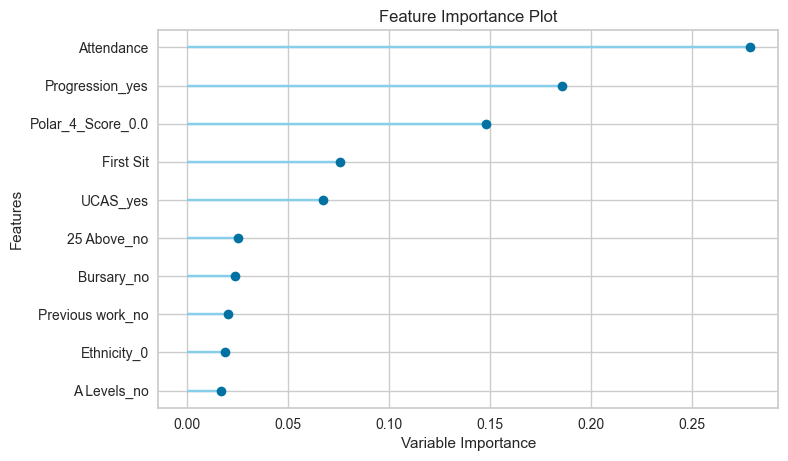 Feature Importance Plot
Attendance
Progression_yes
Polar_4_Score_0.0
First Sit
UCAS_yes
25 Above_no
Bursary_no
Previous work_no
Ethnicity_0
A Levels_no
Features
0.00 0.05 0.10 0.15 0.20 0.25
Variable Importance